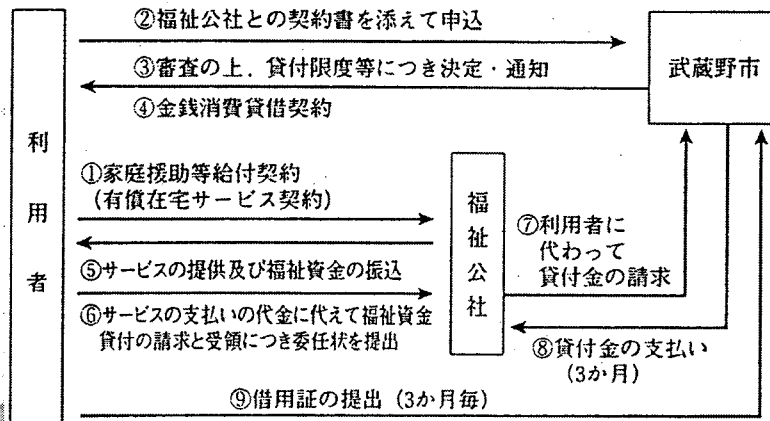 ②福祉公社との契約書を添えて申込
③審査の上，貸付限度等につき決定・通知
④金銭消費貸借契約
武蔵野市
利用者
①家庭援助等給付契約
(有償在宅サービス契約)
福祉公社
⑦利用者に
代わって
貸付金の請求
⑤サービスの提供及び福祉資金の振込
⑥サービスの支払いの代金に代えて福祉資金
貸付の請求と受領につき委任状を提出
⑧貸付金の支払い
(3か月)
⑨借用証の提出 (3か月毎)